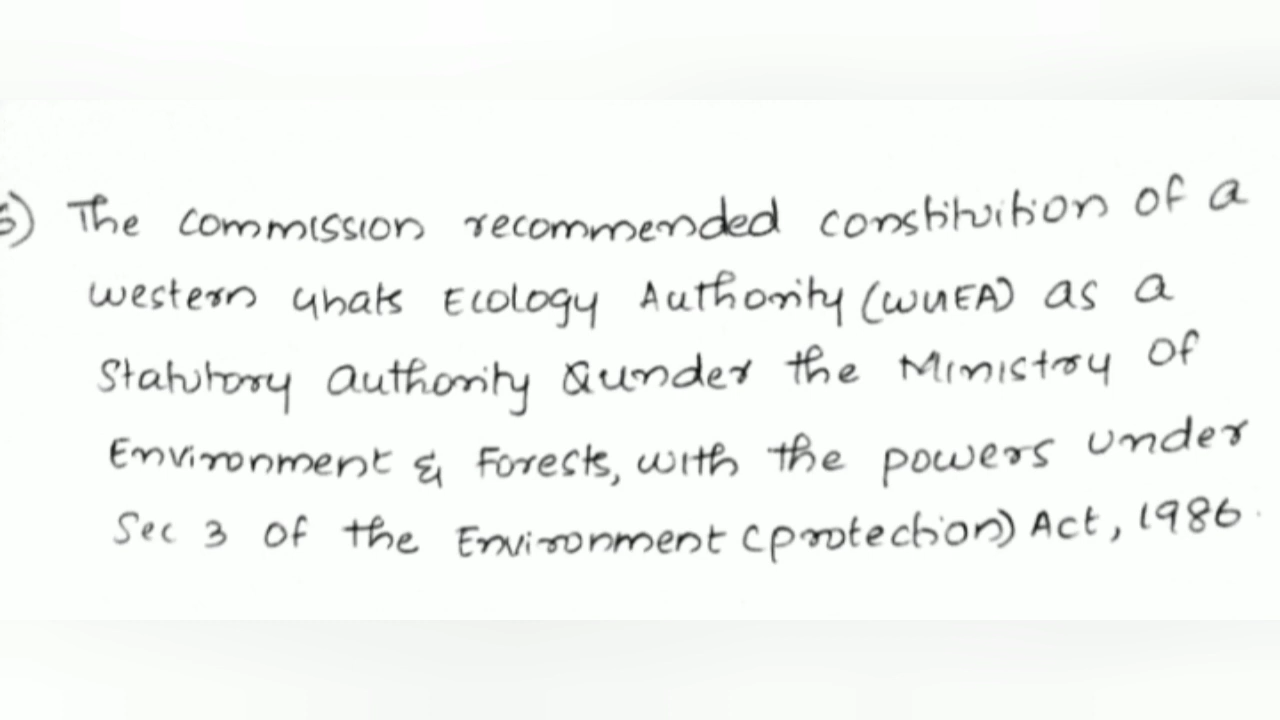 5) The commission recommended constitution of a
Western Ghats Ecology Authority (WGEA) as a
Statutory authority &under the Ministry of
Environment & Forests, with the powers under
Sec 3 of the Environment (protection) Act, 1986.